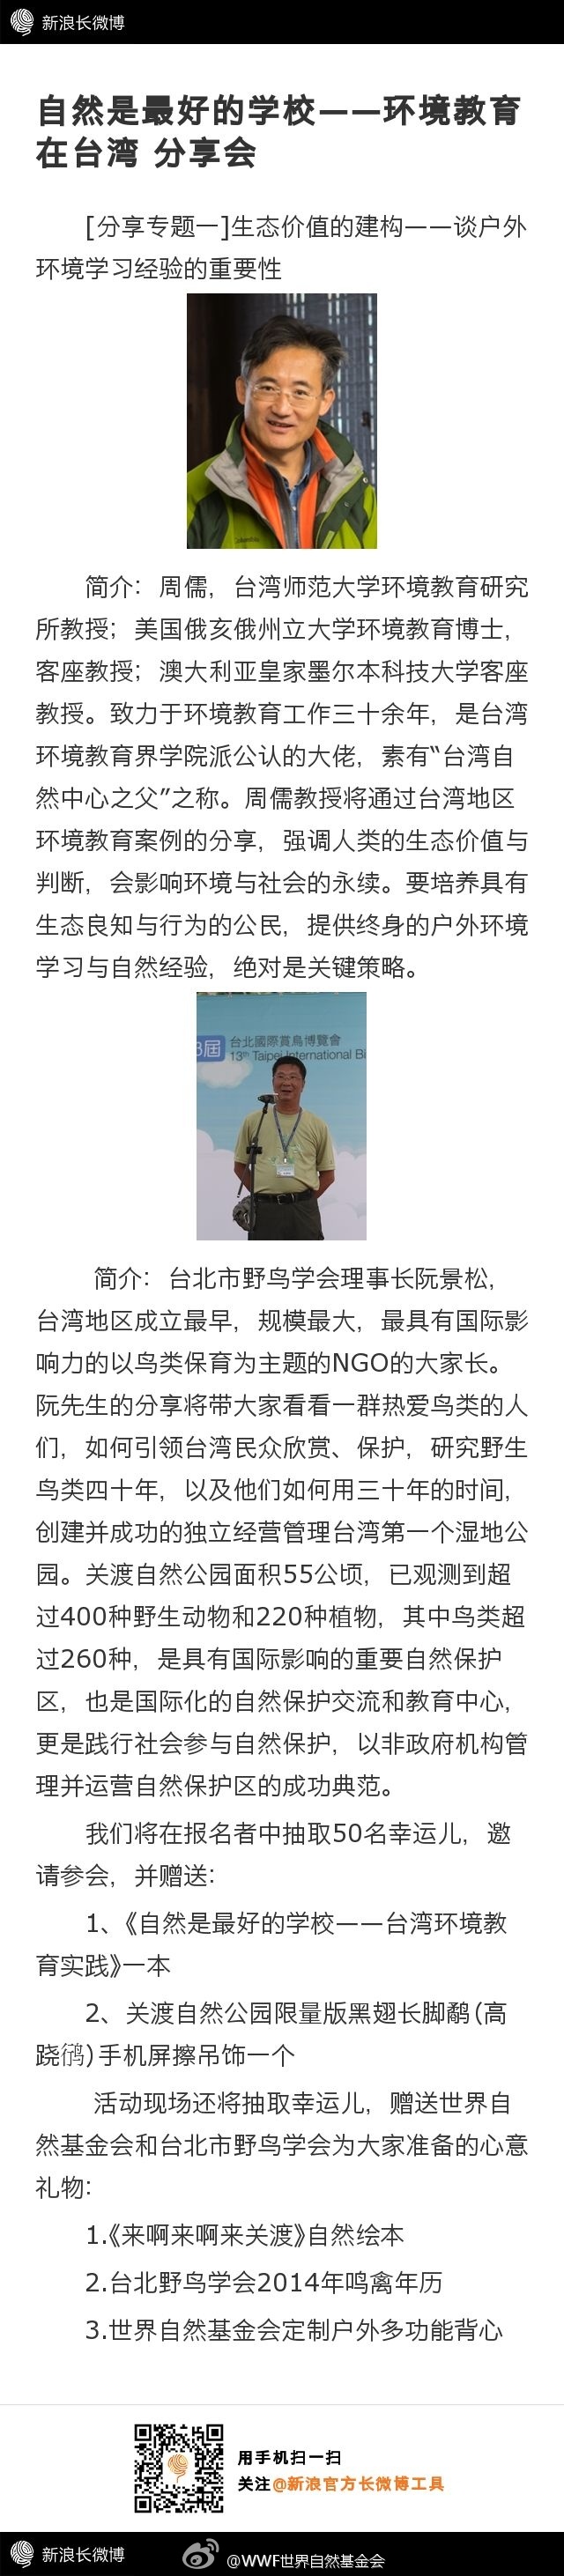 新浪长微博
自然是最好的学校——环境教育
在台湾 分享会
[分享专题一]生态价值的建构——谈户外
环境学习经验的重要性
简介：周儒，台湾师范大学环境教育研究
所教授；美国俄亥俄州立大学环境教育博士，
客座教授；澳大利亚皇家墨尔本科技大学客座
教授。致力于环境教育工作三十余年，是台湾
环境教育界学院派公认的大佬，素有“台湾自
然中心之父”之称。周儒教授将通过台湾地区
环境教育案例的分享，强调人类的生态价值与
判断，会影响环境与社会的永续。要培养具有
生态良知与行为的公民，提供终身的户外环境
学习与自然经验，绝对是关键策略。
3届
台北國際賞鳥博覽會
13th Taipei International Bi
简介：台北市野鸟学会理事长阮景松，
台湾地区成立最早，规模最大，最具有国际影
响力的以鸟类保育为主题的NGO的大家长。
阮先生的分享将带大家看看一群热爱鸟类的人
们，如何引领台湾民众欣赏、保护，研究野生
鸟类四十年，以及他们如何用三十年的时间，
创建并成功的独立经营管理台湾第一个湿地公
园。关渡自然公园面积55公顷，已观测到超
过400种野生动物和220种植物，其中鸟类超
过260种，是具有国际影响的重要自然保护
区，也是国际化的自然保护交流和教育中心，
更是践行社会参与自然保护，以非政府机构管
理并运营自然保护区的成功典范。
我们将在报名者中抽取50名幸运儿，邀
请参会，并赠送：
1、《自然是最好的学校——台湾环境教
育实践》一本
2、关渡自然公园限量版黑翅长脚鹬(高
跷鸻)手机屏擦吊饰一个
活动现场还将抽取幸运儿，赠送世界自
然基金会和台北市野鸟学会为大家准备的心意
礼物：
1.《来啊来啊来关渡》自然绘本
2.台北野鸟学会2014年鸣禽年历
3.世界自然基金会定制户外多功能背心
用手机扫一扫
关注@新浪官方长微博工具
新浪长微博
@WWF世界自然基金会